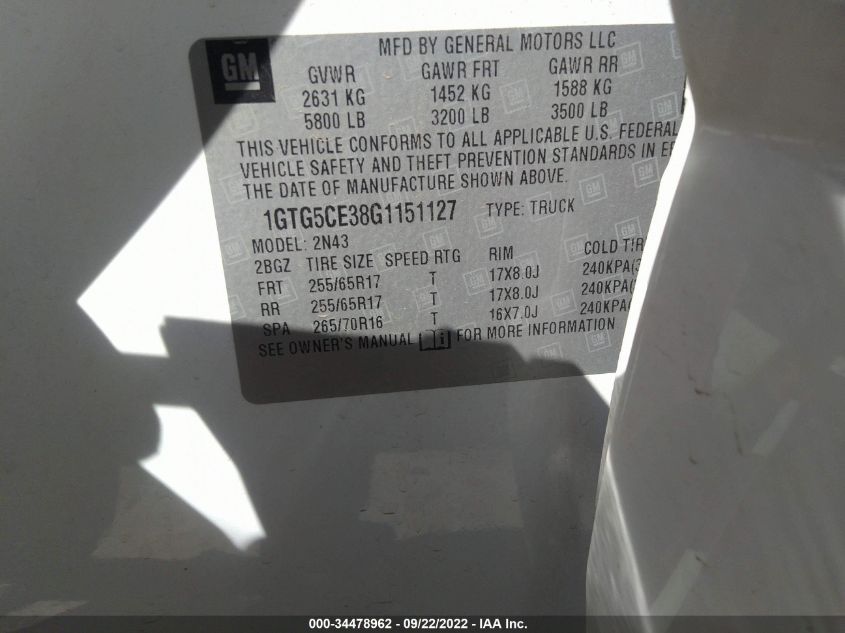 MFD BY GENERAL MOTORS LLC
GM
GVWR GAWR FRT GAWR RR
2631 KG 1452 KG 1588 KG
5800 LB 3200 LB 3500 LB
THIS VEHICLE CONFORMS TO ALL APPLICABLE U.S. FEDERAL
VEHICLE SAFETY AND THEFT PREVENTION STANDARDS IN
THE DATE OF MANUFACTURE SHOWN ABOVE.
1GTG5CE38G1151127 TYPE: TRUCK
MODEL: 2N43
2BGZ TIRE SIZE SPEED RTG RIM COLD
FRT 255/65R17 T 17X8.0J 240KPA
RR 255/65R17 T 17X8.0J 240KPA
SPA 265/70R16 T 16X7.0J 240KPA
SEE OWNER'S MANUAL i FOR MORE INFORMATION
000-34478962 - 09/22/2022 - IAA Inc.